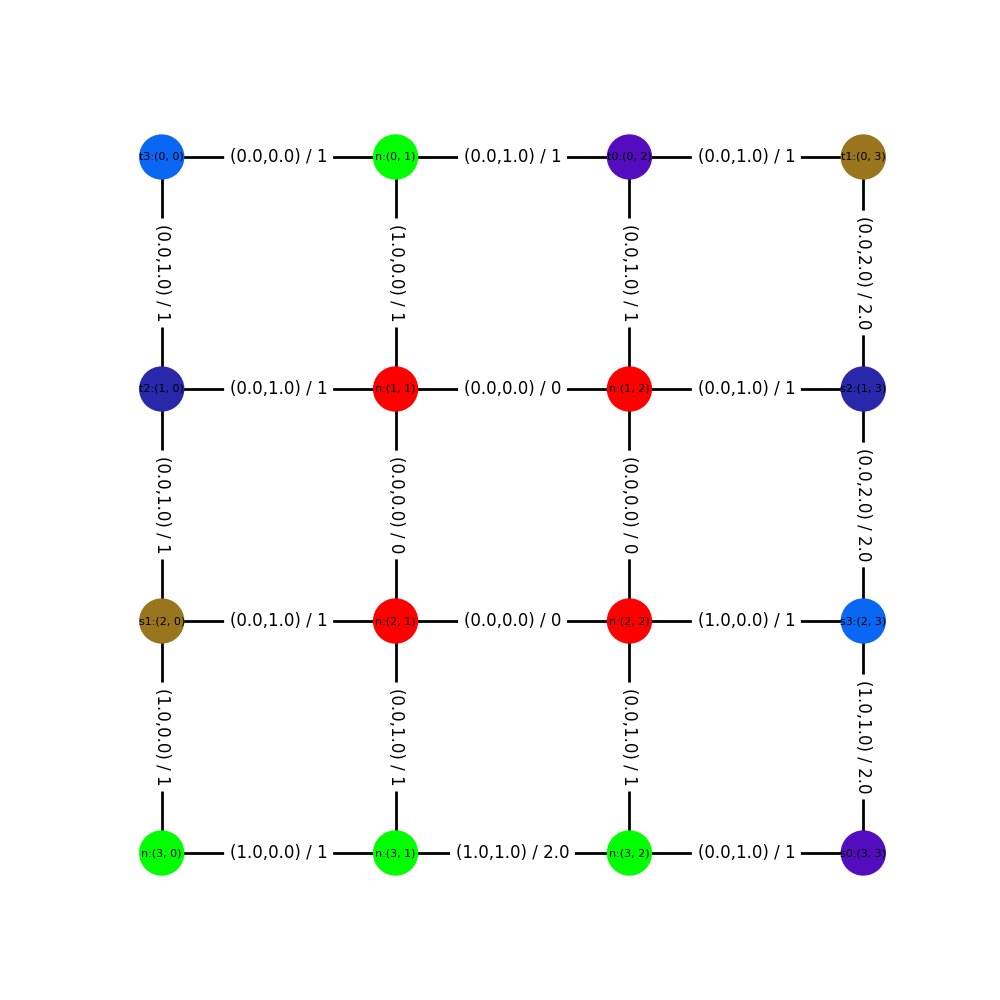 t3:(0, 0) (0.0,0.0) / 1 n:(0, 1) (0.0,1.0) / 1 t0:(0, 2) (0.0,1.0) / 1 t1:(0, 3)
(0.0,1.0) / 1 (1.0,0.0) / 1 (0.0,1.0) / 1 (0.0,2.0) / 2.0
t2:(1, 0) (0.0,1.0) / 1 n:(1, 1) (0.0,0.0) / 0 n:(1, 2) (0.0,1.0) / 1 s2:(1, 3)
(0.0,1.0) / 1 (0.0,0.0) / 0 (0.0,0.0) / 0 (0.0,2.0) / 2.0
s1:(2, 0) (0.0,1.0) / 1 n:(2, 1) (0.0,0.0) / 0 n:(2, 2) (1.0,0.0) / 1 s3:(2, 3)
(1.0,0.0) / 1 (0.0,1.0) / 1 (0.0,1.0) / 1 (1.0,1.0) / 2.0
n:(3, 0) (1.0,0.0) / 1 n:(3, 1) (1.0,1.0) / 2.0 n:(3, 2) (0.0,1.0) / 1 s0:(3, 3)